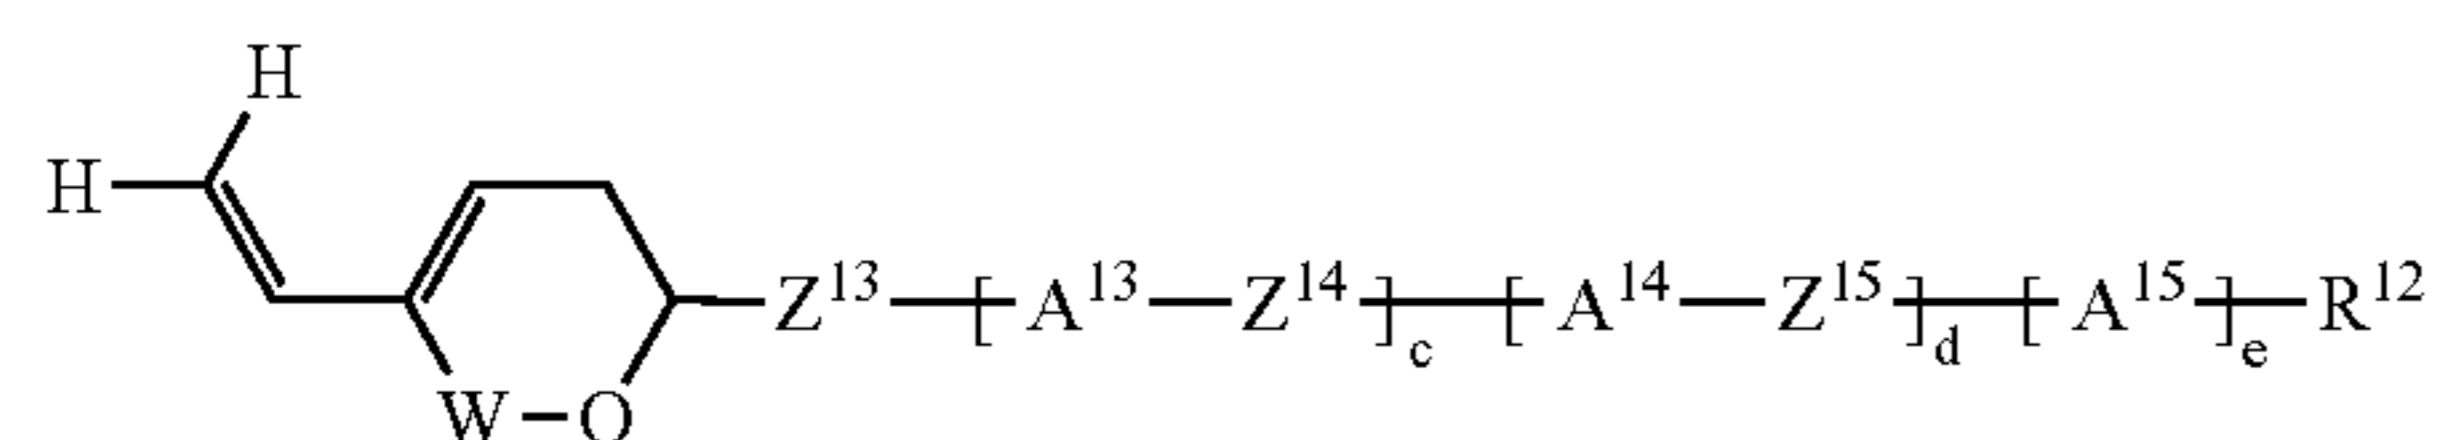 H
H
Z13 [ A13 Z14 ]c [ A14 Z15 ]d [ A15 ]e R12
W O